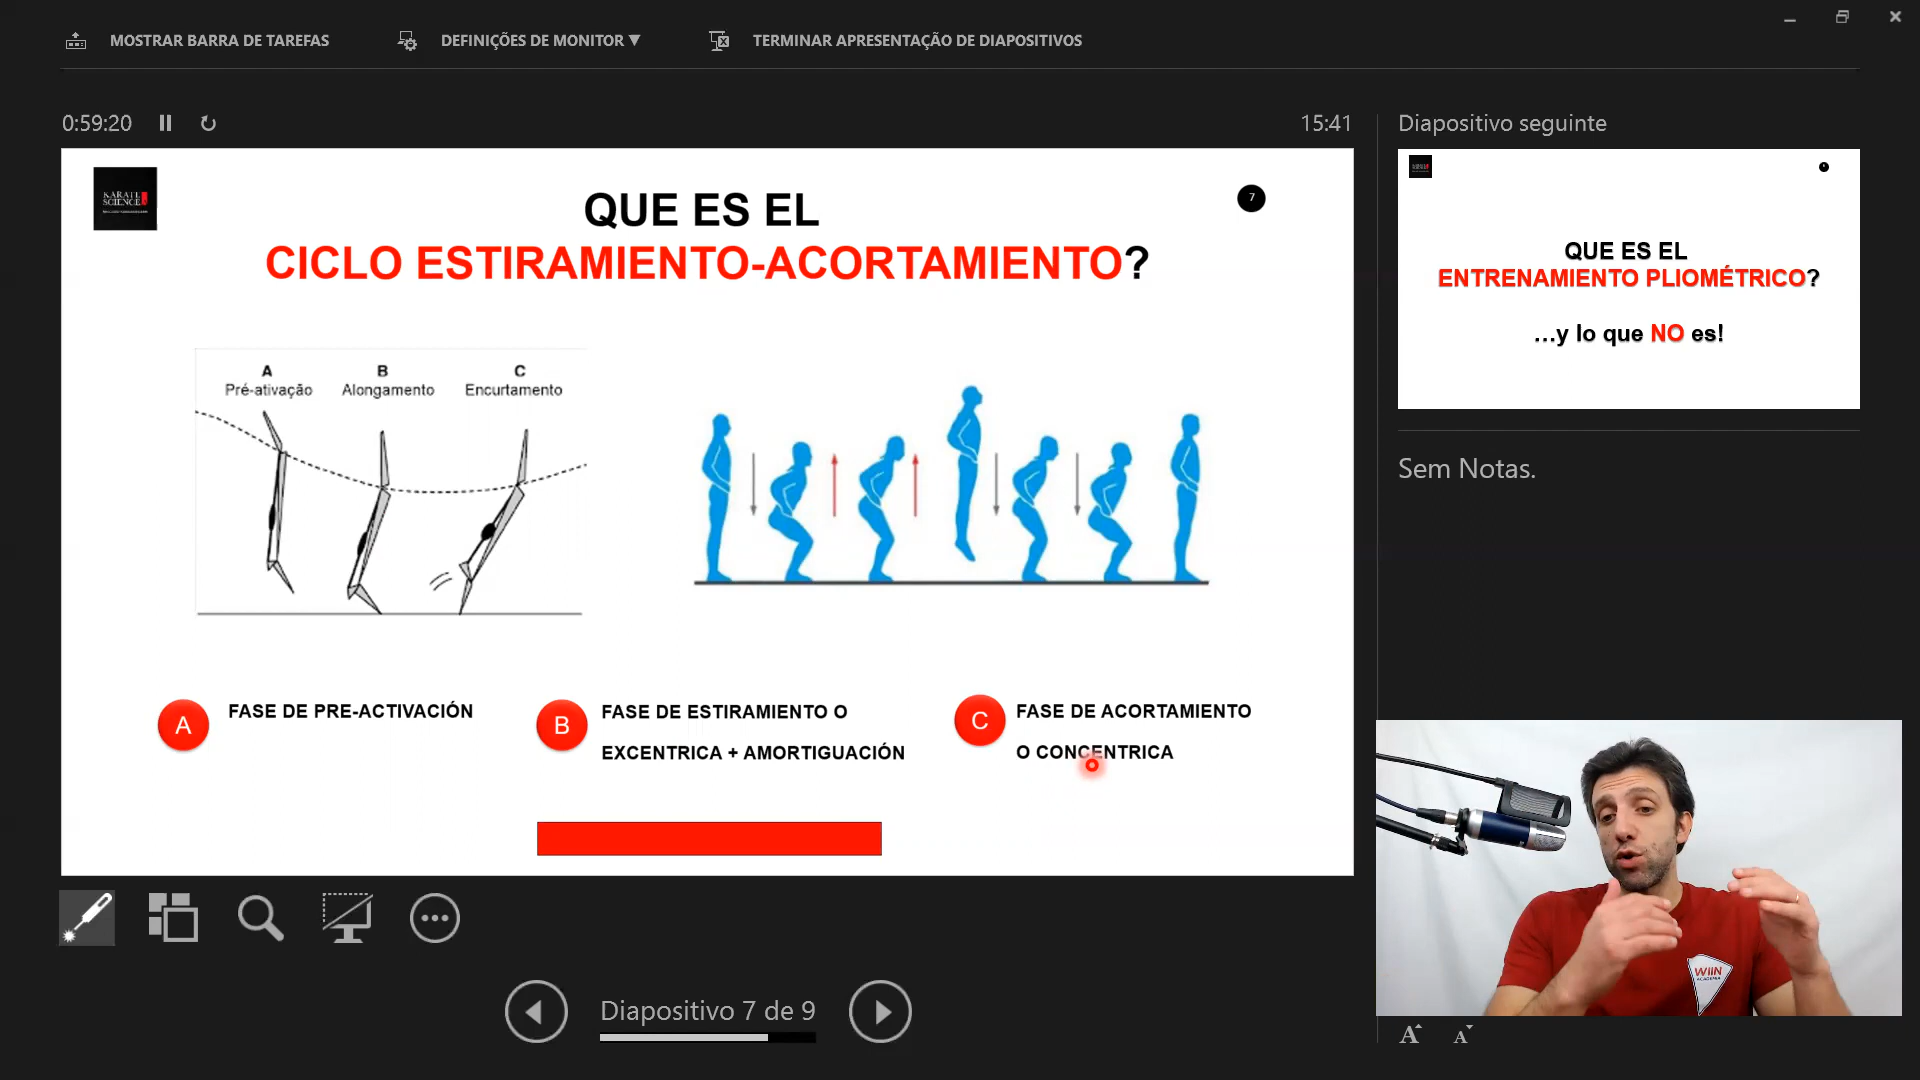 MOSTRAR BARRA DE TAREFAS
DEFINIÇÕES DE MONITOR ▼
TERMINAR APRESENTAÇÃO DE DIAPOSITIVOS
0:59:20
15:41
Diapositivo seguinte
KARATE
SCIENCE
7
QUE ES EL
CICLO ESTIRAMIENTO-ACORTAMIENTO?
A
Pré-ativação
B
Alongamento
C
Encurtamento
A
FASE DE PRE-ACTIVACIÓN
B
FASE DE ESTIRAMIENTO O
EXCENTRICA + AMORTIGUACIÓN
C
FASE DE ACORTAMIENTO
O CONCENTRICA
QUE ES EL
ENTRENAMIENTO PLIOMÉTRICO?
...y lo que NO es!
Sem Notas.
WIIN
ACADEMIA
Diapositivo 7 de 9
A
A